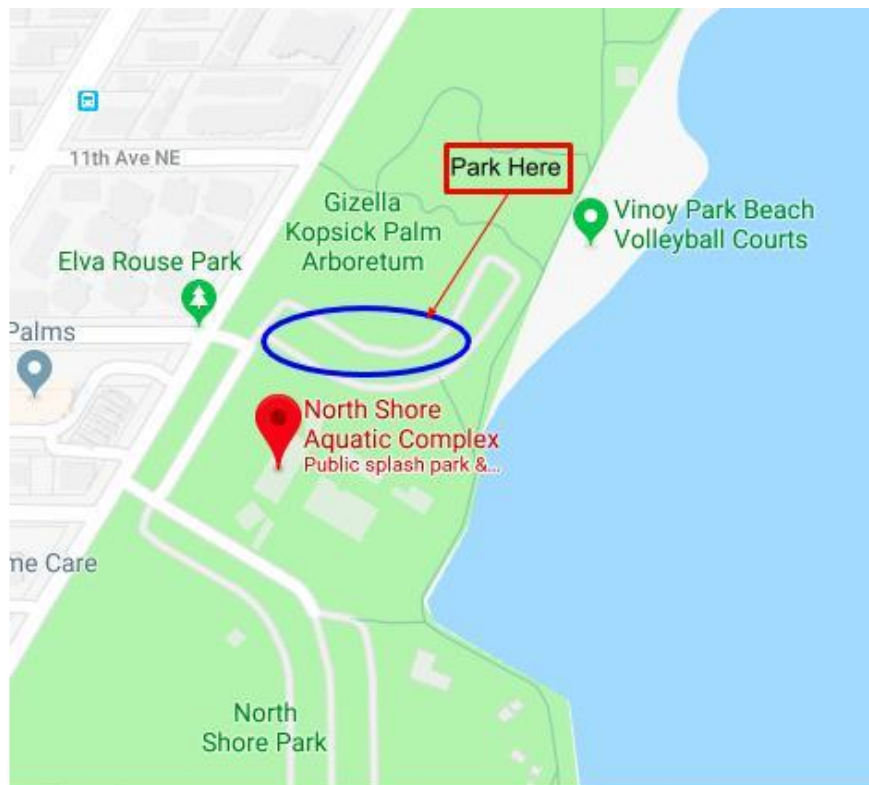 11th Ave NE
Park Here
Gizella
Kopsick Palm
Arboretum
Vinoy Park Beach
Volleyball Courts
Elva Rouse Park
Palms
North Shore
Aquatic Complex
Public splash park &...
me Care
North
Shore Park